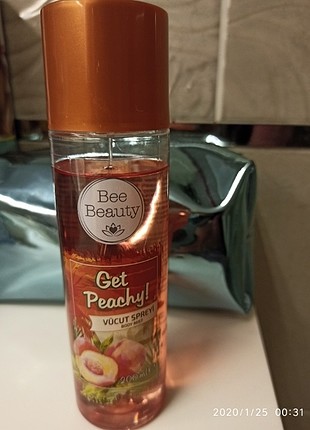 Bee
Beauty
Get
Peachy!
VÜCUT SPREYİ
BODY MIST
2020/1/25 00:31